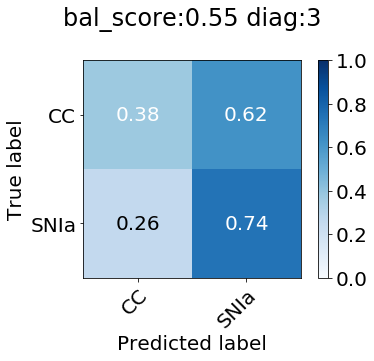 bal_score:0.55 diag:3
True label
CC
SNIa
0.38 0.62
0.26 0.74
CC SNIa
Predicted label
1.0
0.8
0.6
0.4
0.2
0.0